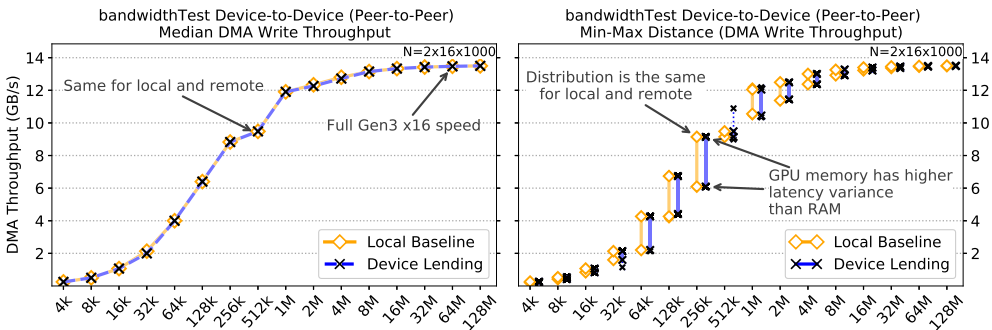 bandwidthTest Device-to-Device (Peer-to-Peer)
Median DMA Write Throughput
N=2x16x1000
DMA Throughput (GB/s)
14
12
10
8
6
4
2
Same for local and remote
Full Gen3 x16 speed
Local Baseline
Device Lending
4k 8k 16k 32k 64k 128k 256k 512k 1M 2M 4M 8M 16M 32M 64M 128M
bandwidthTest Device-to-Device (Peer-to-Peer)
Min-Max Distance (DMA Write Throughput)
N=2x16x1000
Distribution is the same
for local and remote
GPU memory has higher
latency variance
than RAM
Local Baseline
Device Lending
14
12
10
8
6
4
2
4k 8k 16k 32k 64k 128k 256k 512k 1M 2M 4M 8M 16M 32M 64M 128M